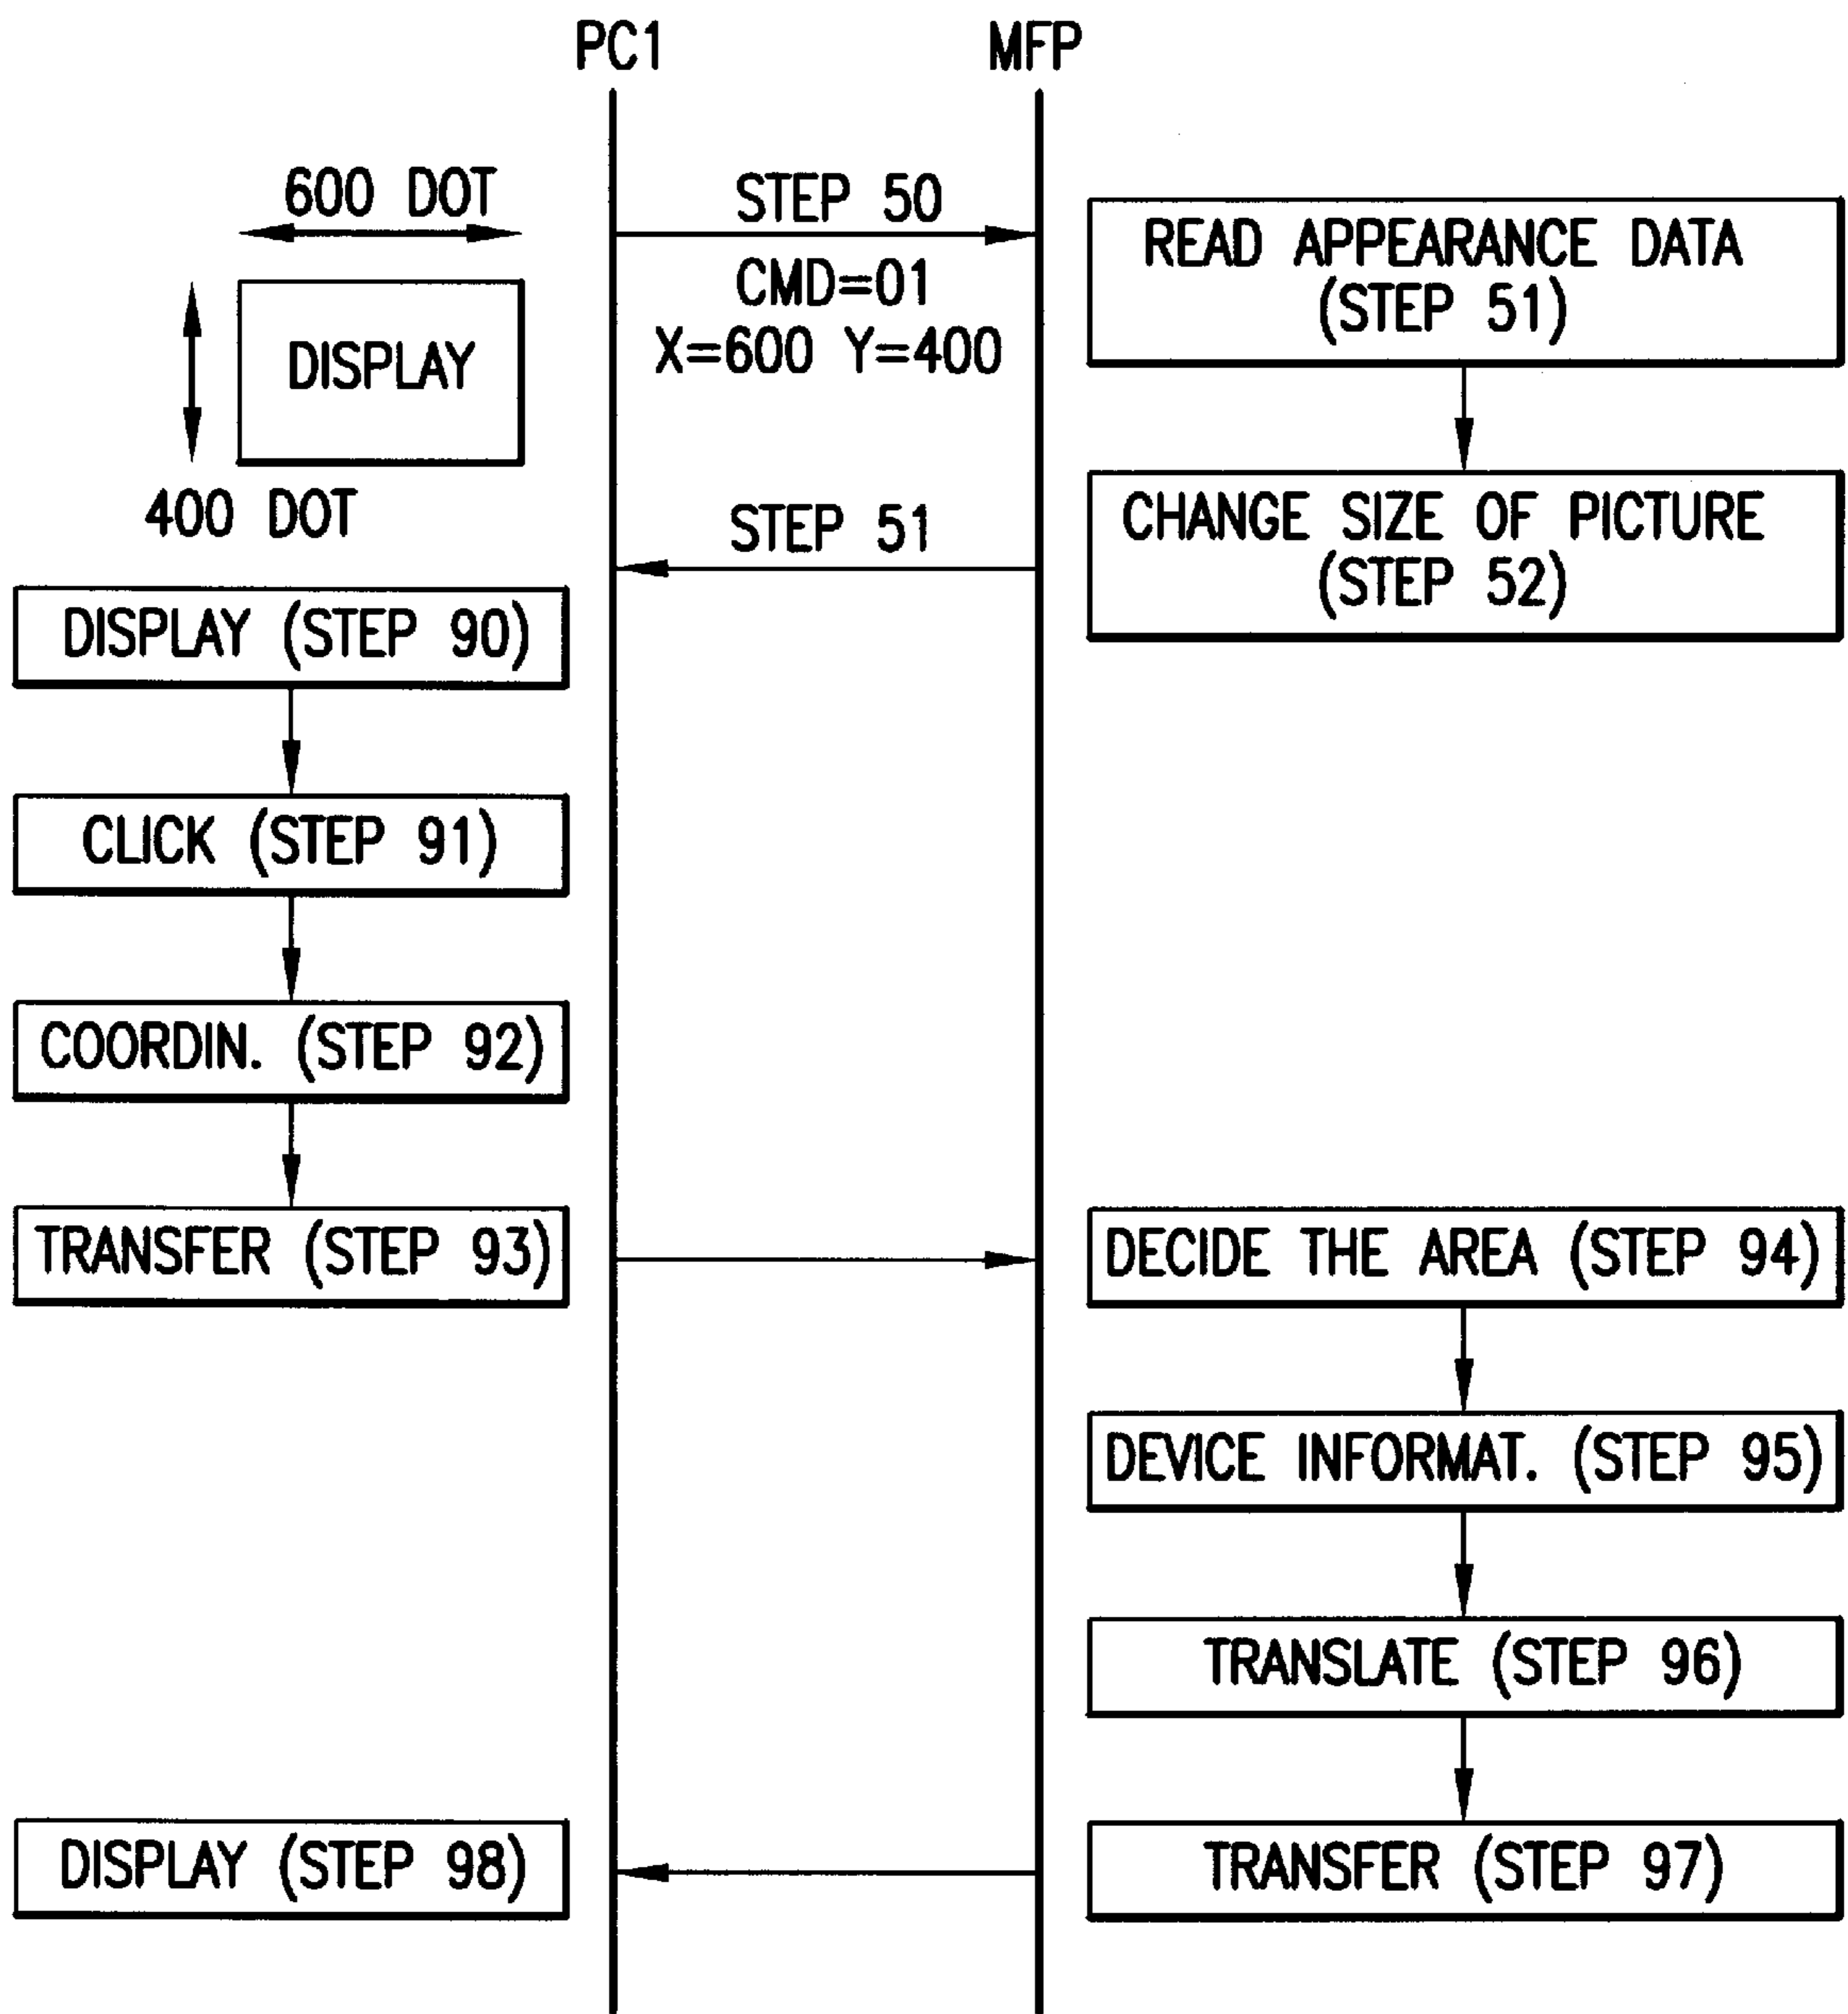 PC1
MFP
600 DOT
STEP 50
READ APPEARANCE DATA
(STEP 51)
CMD=01
X=600 Y=400
DISPLAY
400 DOT
STEP 51
CHANGE SIZE OF PICTURE
(STEP 52)
DISPLAY (STEP 90)
CLICK (STEP 91)
COORDIN. (STEP 92)
TRANSFER (STEP 93)
DECIDE THE AREA (STEP 94)
DEVICE INFORMAT. (STEP 95)
TRANSLATE (STEP 96)
DISPLAY (STEP 98)
TRANSFER (STEP 97)